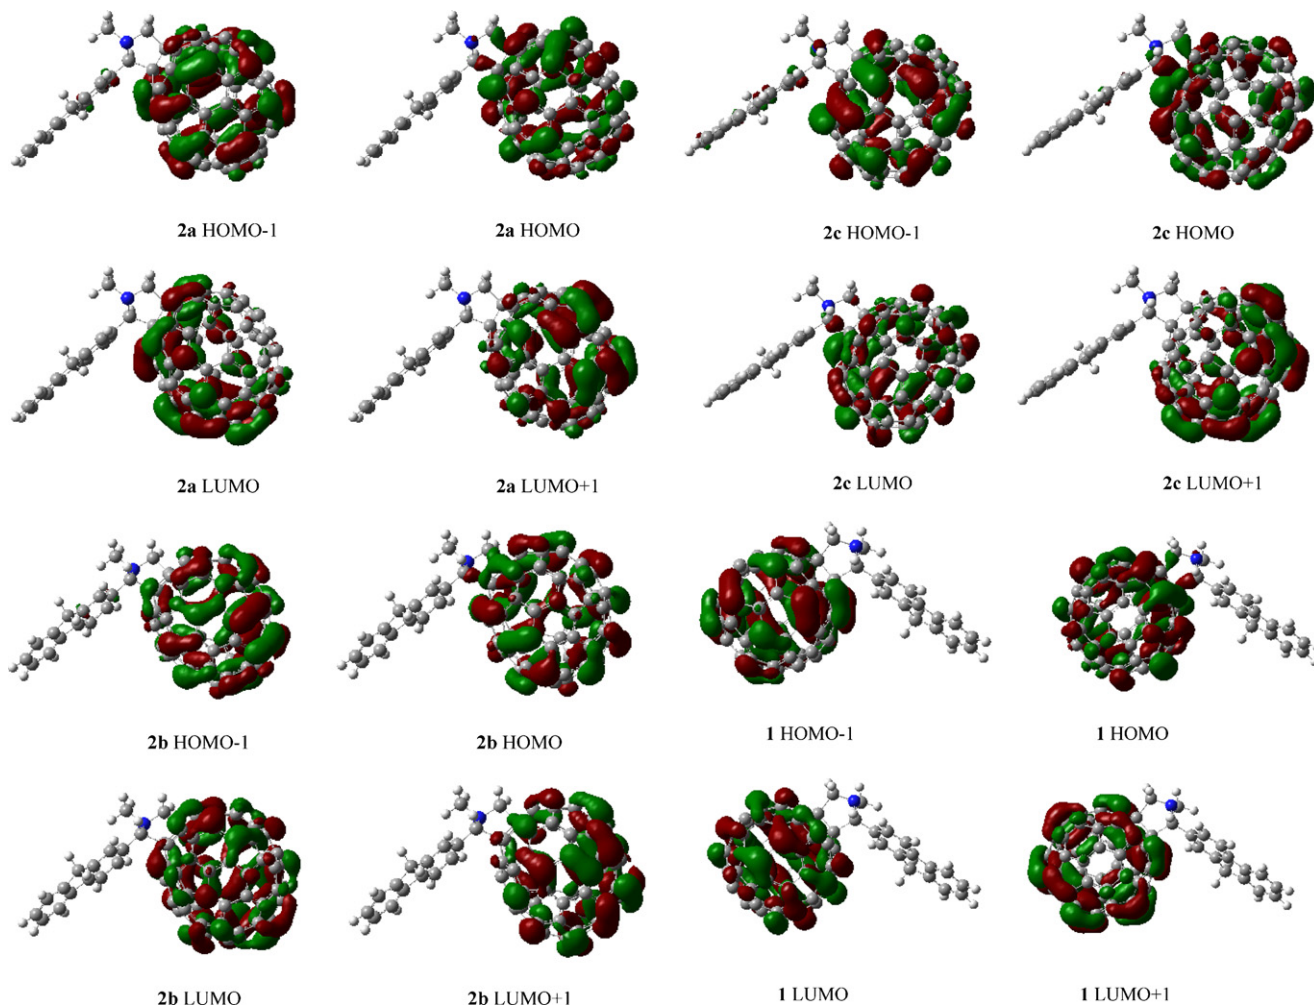 2a HOMO-1
2a HOMO
2c HOMO-1
2c HOMO
2a LUMO
2a LUMO+1
2c LUMO
2c LUMO+1
2b HOMO-1
2b HOMO
1 HOMO-1
1 HOMO
2b LUMO
2b LUMO+1
1 LUMO
1 LUMO+1